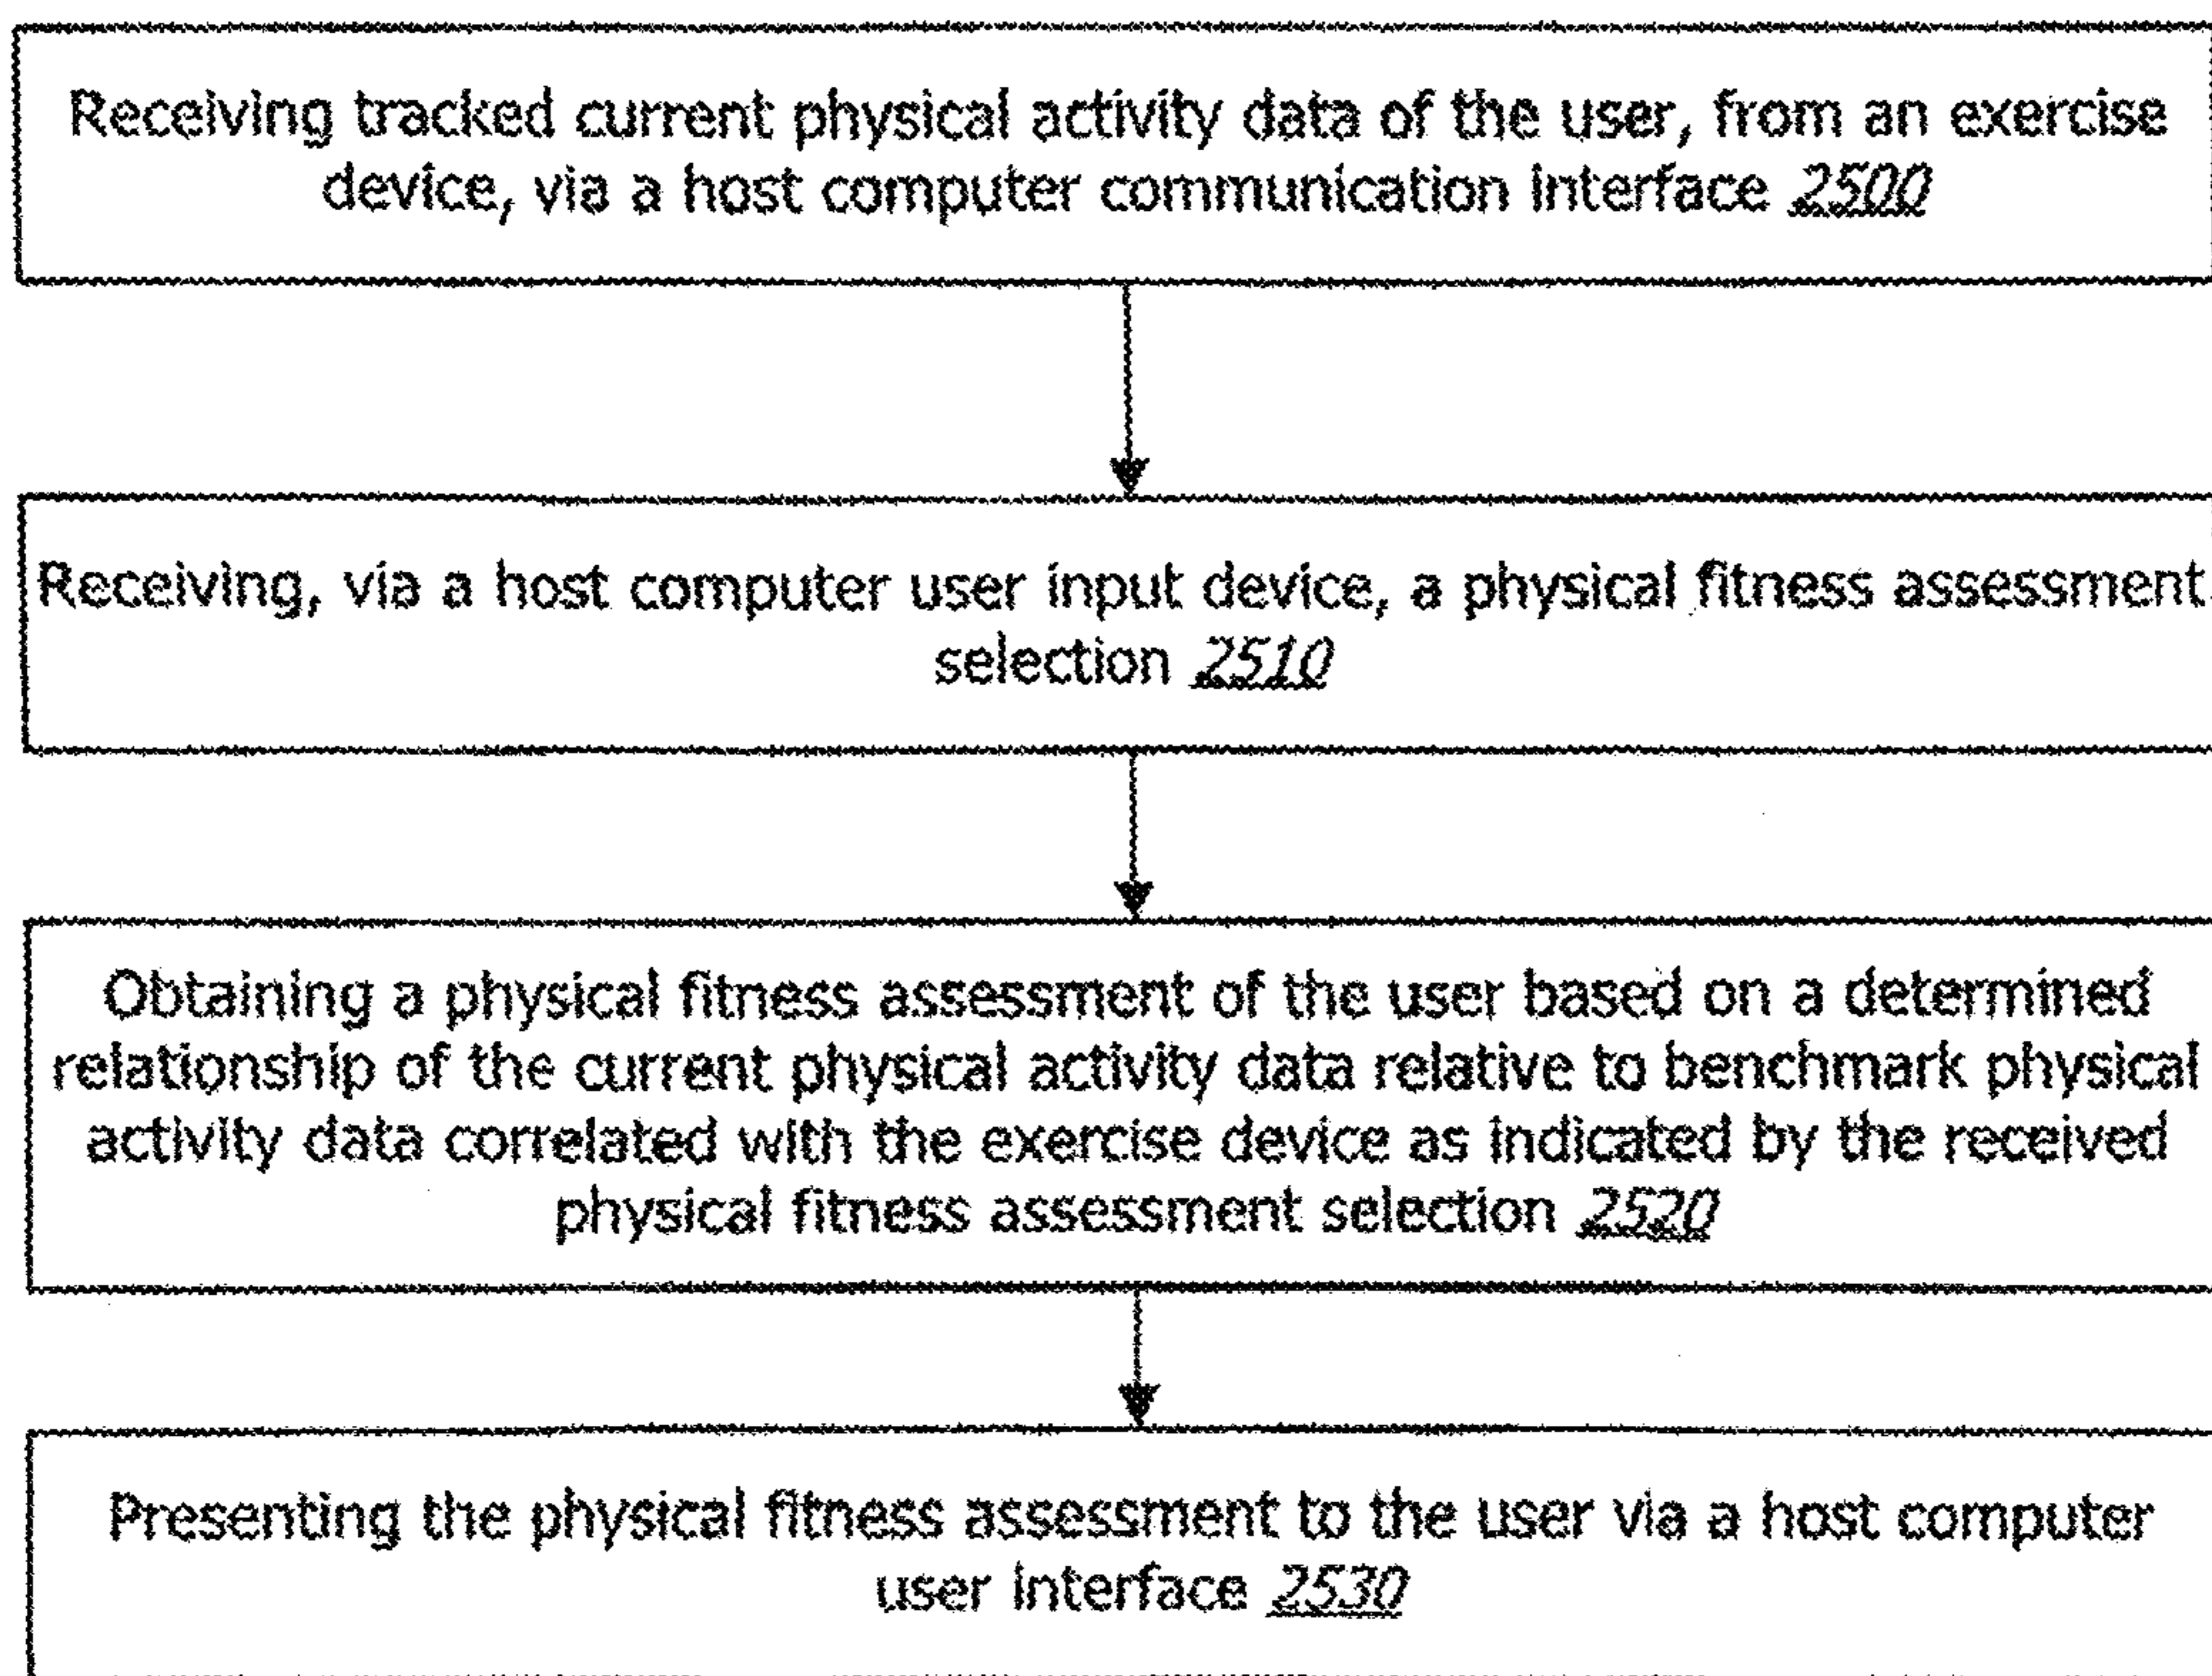 Receiving tracked current physical activity data of the user, from an exercise
device, via a host computer communication interface 2500
Receiving, via a host computer user input device, a physical fitness assessment
selection 2510
Obtaining a physical fitness assessment of the user based on a determined
relationship of the current physical activity data relative to benchmark physical
activity data correlated with the exercise device as indicated by the received
physical fitness assessment selection 2520
Presenting the physical fitness assessment to the user via a host computer
user interface 2530